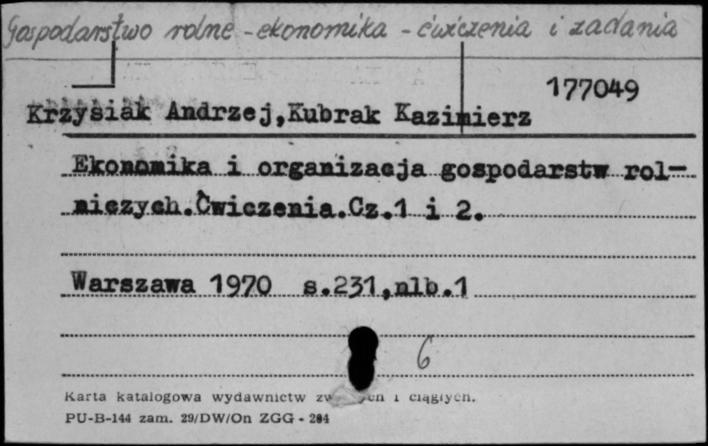 Gospodarstwo rolne - ekonomika - ćwiczenia i zadania
177049
Krzysiak Andrzej,Kubrak Kazimierz
Ekonomika i organizacja gospodarstw rol-
niczych.Ćwiczenia.Cz.1 i 2.
Warszawa 1970 s.231,nlb.1
6
Karta katalogowa wydawnictw i ciągłych.
PU-B-144 zam. 29/DW/On ZGG - 284